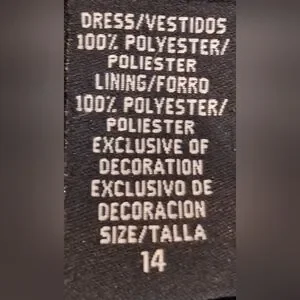 DRESS/VESTIDOS
100% POLYESTER/
POLIESTER
LINING/FORRO
100% POLYESTER/
POLIESTER
EXCLUSIVE OF
DECORATION
EXCLUSIVO DE
DECORACION
SIZE/TALLA
14